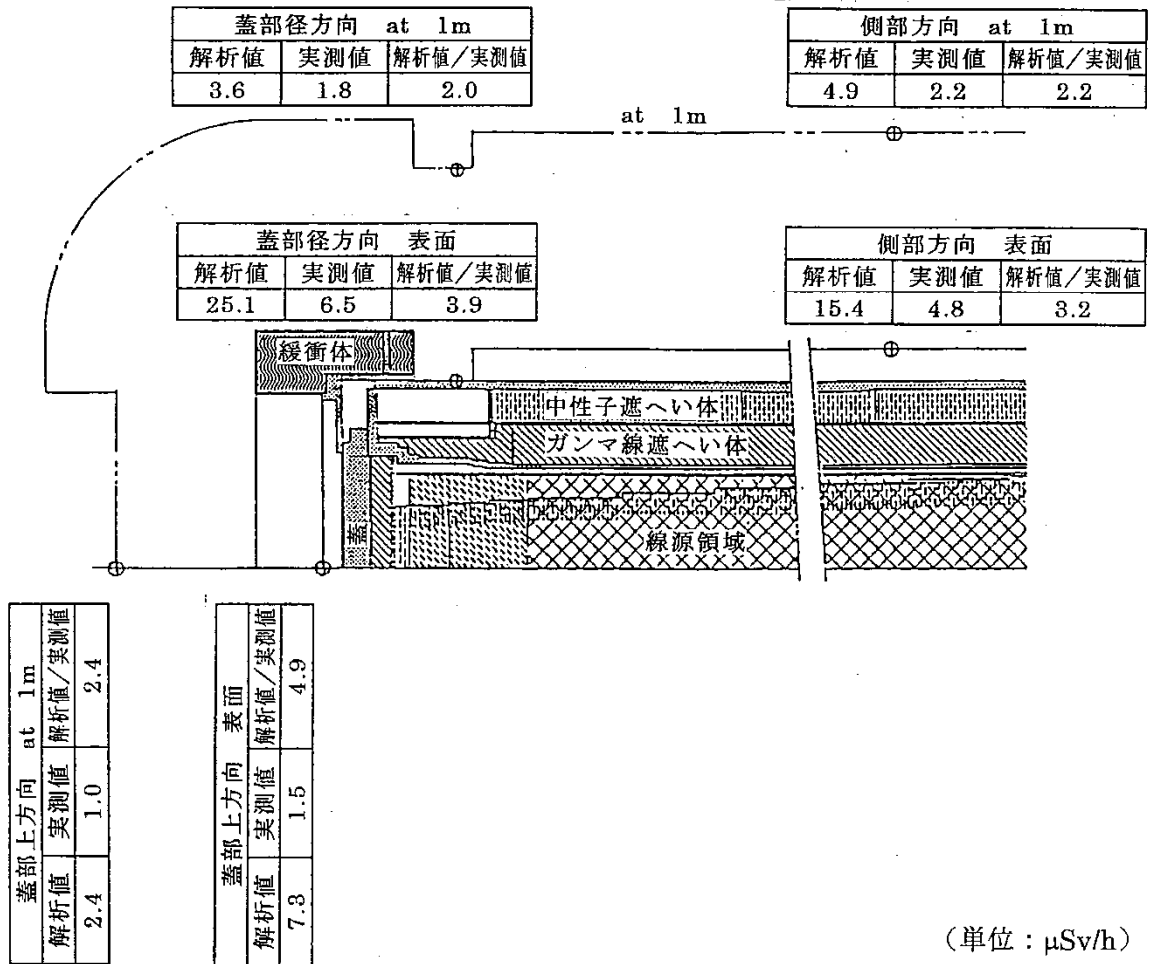 蓋部径方向 at 1m
解析値 実測値 解析値/実測値
3.6 1.8 2.0
側部方向 at 1m
解析値 実測値 解析値/実測値
4.9 2.2 2.2
at 1m
蓋部径方向 表面
解析値 実測値 解析値/実測値
25.1 6.5 3.9
側部方向 表面
解析値 実測値 解析値/実測値
15.4 4.8 3.2
緩衝体
中性子遮へい体
ガンマ線遮へい体
蓋
線源領域
蓋部上方向 at 1m
解析値 実測値 解析値/実測値
2.4 1.0 2.4
蓋部上方向 表面
解析値 実測値 解析値/実測値
7.3 1.5 4.9
(単位:μSv/h)